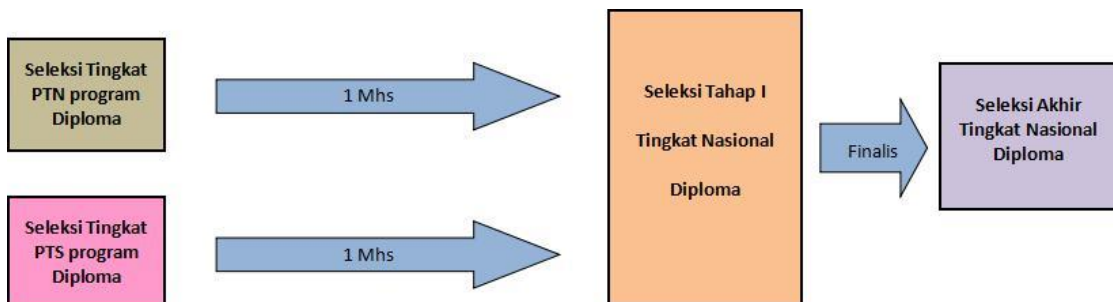 Seleksi Tingkat
PTN program
Diploma
1 Mhs
Seleksi Tingkat
PTS program
Diploma
1 Mhs
Seleksi Tahap I
Tingkat Nasional
Diploma
Finalis
Seleksi Akhir
Tingkat Nasional
Diploma